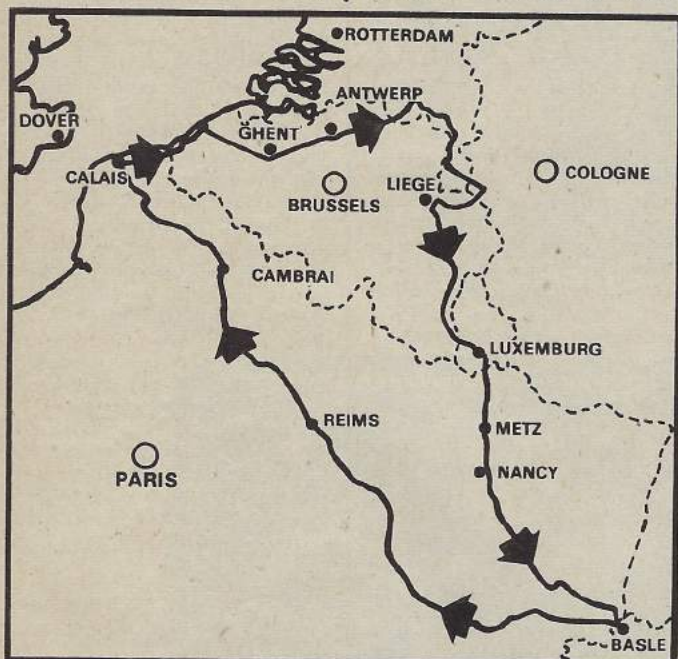 ROTTERDAM
ANTWERP
DOVER
GHENT
CALAIS
COLOGNE
LIEGE
BRUSSELS
CAMBRAI
LUXEMBURG
REIMS
METZ
PARIS
NANCY
BASLE